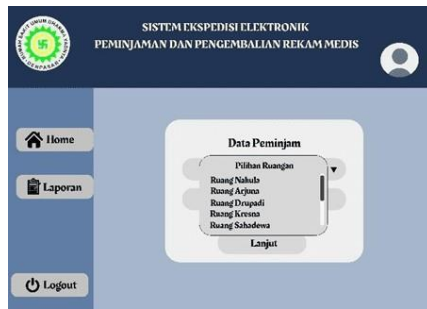 SISTEM EKSPEDISI ELEKTRONIK
PEMINJAMAN DAN PENGEMBALIAN REKAM MEDIS
Home
Laporan
Logout
Data Peminjam
Pilihan Ruangan
Ruang Nakula
Ruang Arjuna
Ruang Drupadi
Ruang Kresna
Ruang Sahadewa
Lanjut